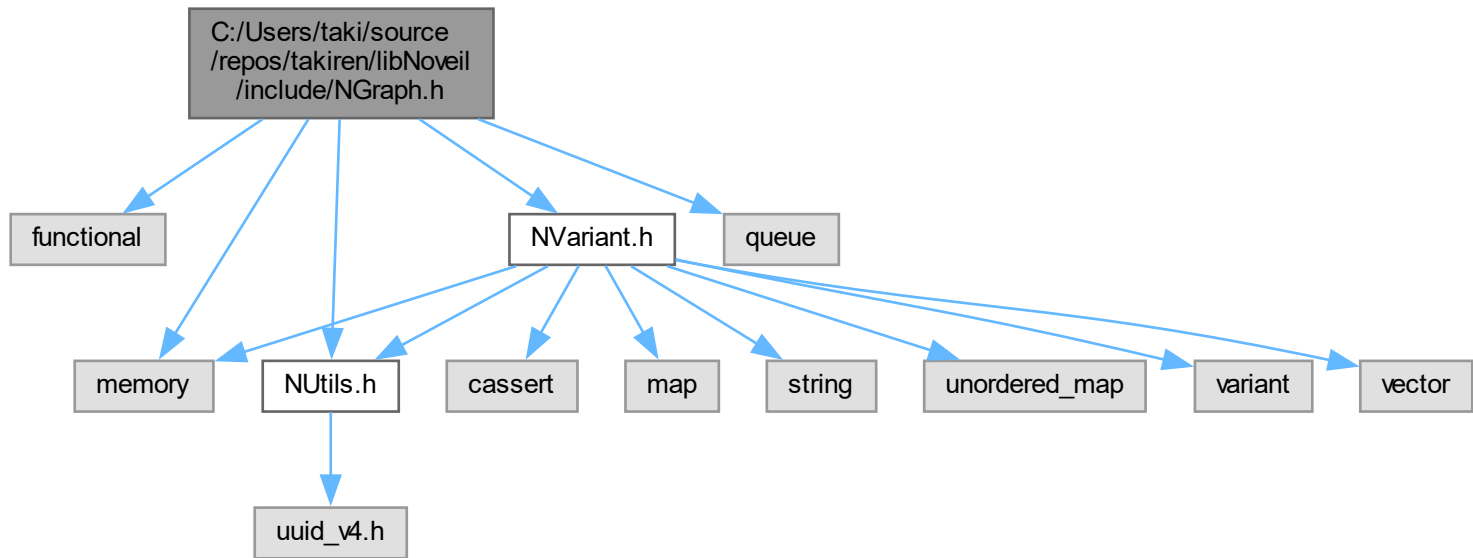 C:/Users/taki/source
/repos/takiren/libNoveil
/include/NGraph.h
functional
NVariant.h
queue
memory
NUtils.h
cassert
map
string
unordered_map
variant
vector
uuid_v4.h